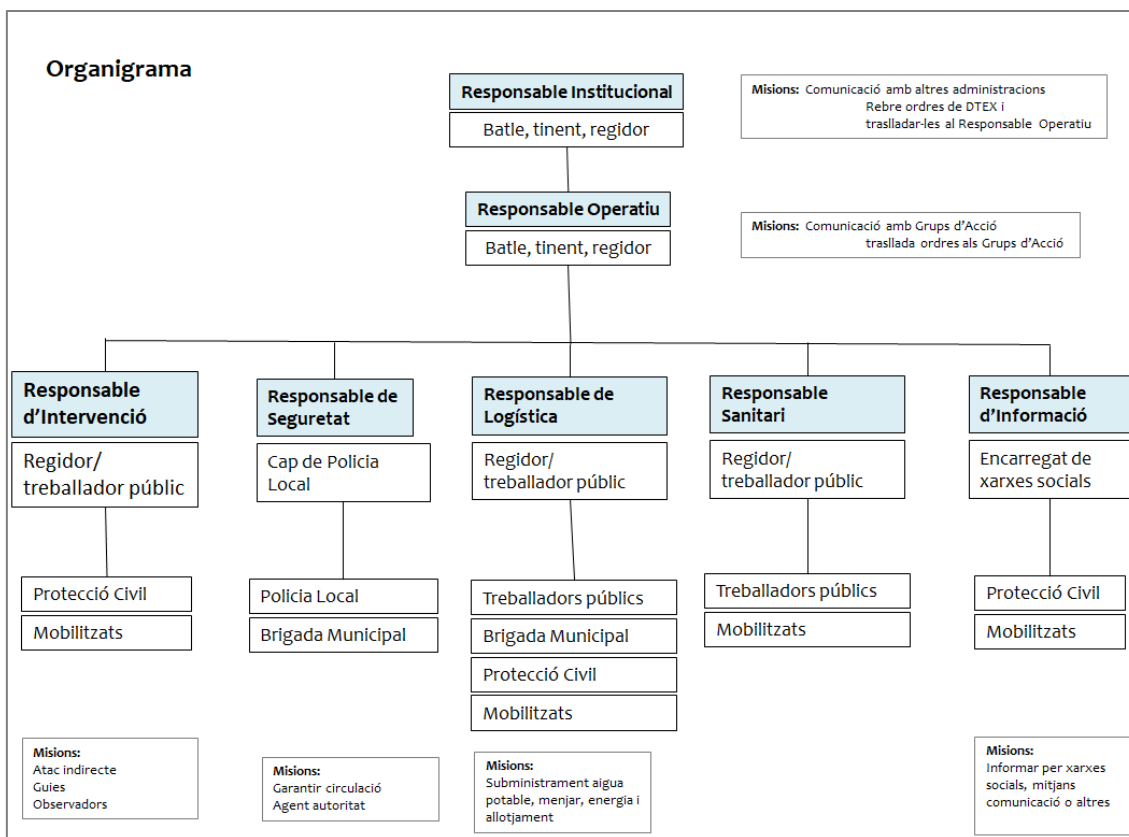 Organigrama
Responsable Institucional
Batle, tinent, regidor
Misions: Comunicació amb altres administracions
Rebre ordres de DTEX i
traslladar-les al Responsable Operatiu
Responsable Operatiu
Batle, tinent, regidor
Misions: Comunicació amb Grups d'Acció
trasllada ordres als Grups d'Acció
Responsable
d'Intervenció
Regidor/
treballador públic
Protecció Civil
Mobilitzats
Misions:
Atac indirecte
Guies
Observadors
Responsable de
Seguretat
Cap de Policia
Local
Policia Local
Brigada Municipal
Misions:
Garantir circulació
Agent autoritat
Responsable de
Logística
Regidor/
treballador públic
Treballadors públics
Brigada Municipal
Protecció Civil
Mobilitzats
Misions:
Subministrament aigua
potable, menjar, energia i
allotjament
Responsable
Sanitari
Regidor/
treballador públic
Treballadors públics
Mobilitzats
Responsable
d'Informació
Encarregat de
xarxes socials
Protecció Civil
Mobilitzats
Misions:
Informar per xarxes
socials, mitjans
comunicació o altres